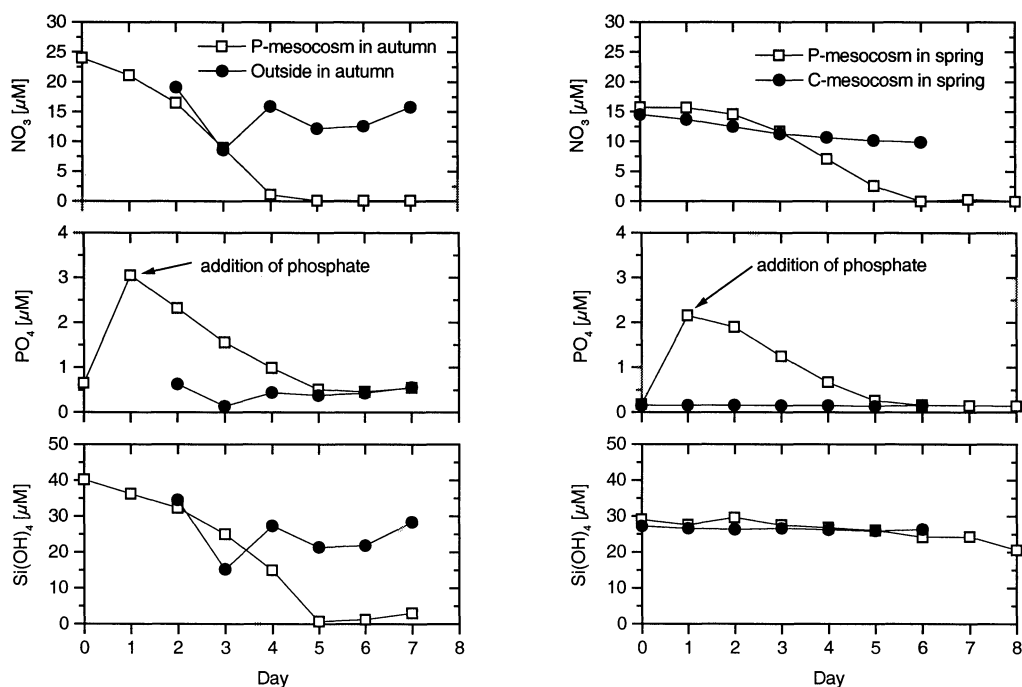 P-mesocosm in autumn
Outside in autumn
NO3 [μM]
30
25
20
15
10
5
0
P-mesocosm in spring
C-mesocosm in spring
NO3 [μM]
30
25
20
15
10
5
0
addition of phosphate
PO4 [μM]
4
3
2
1
0
addition of phosphate
PO4 [μM]
4
3
2
1
0
Si(OH)4 [μM]
50
40
30
20
10
0
0 1 2 3 4 5 6 7 8
Day
Si(OH)4 [μM]
50
40
30
20
10
0
0 1 2 3 4 5 6 7 8
Day